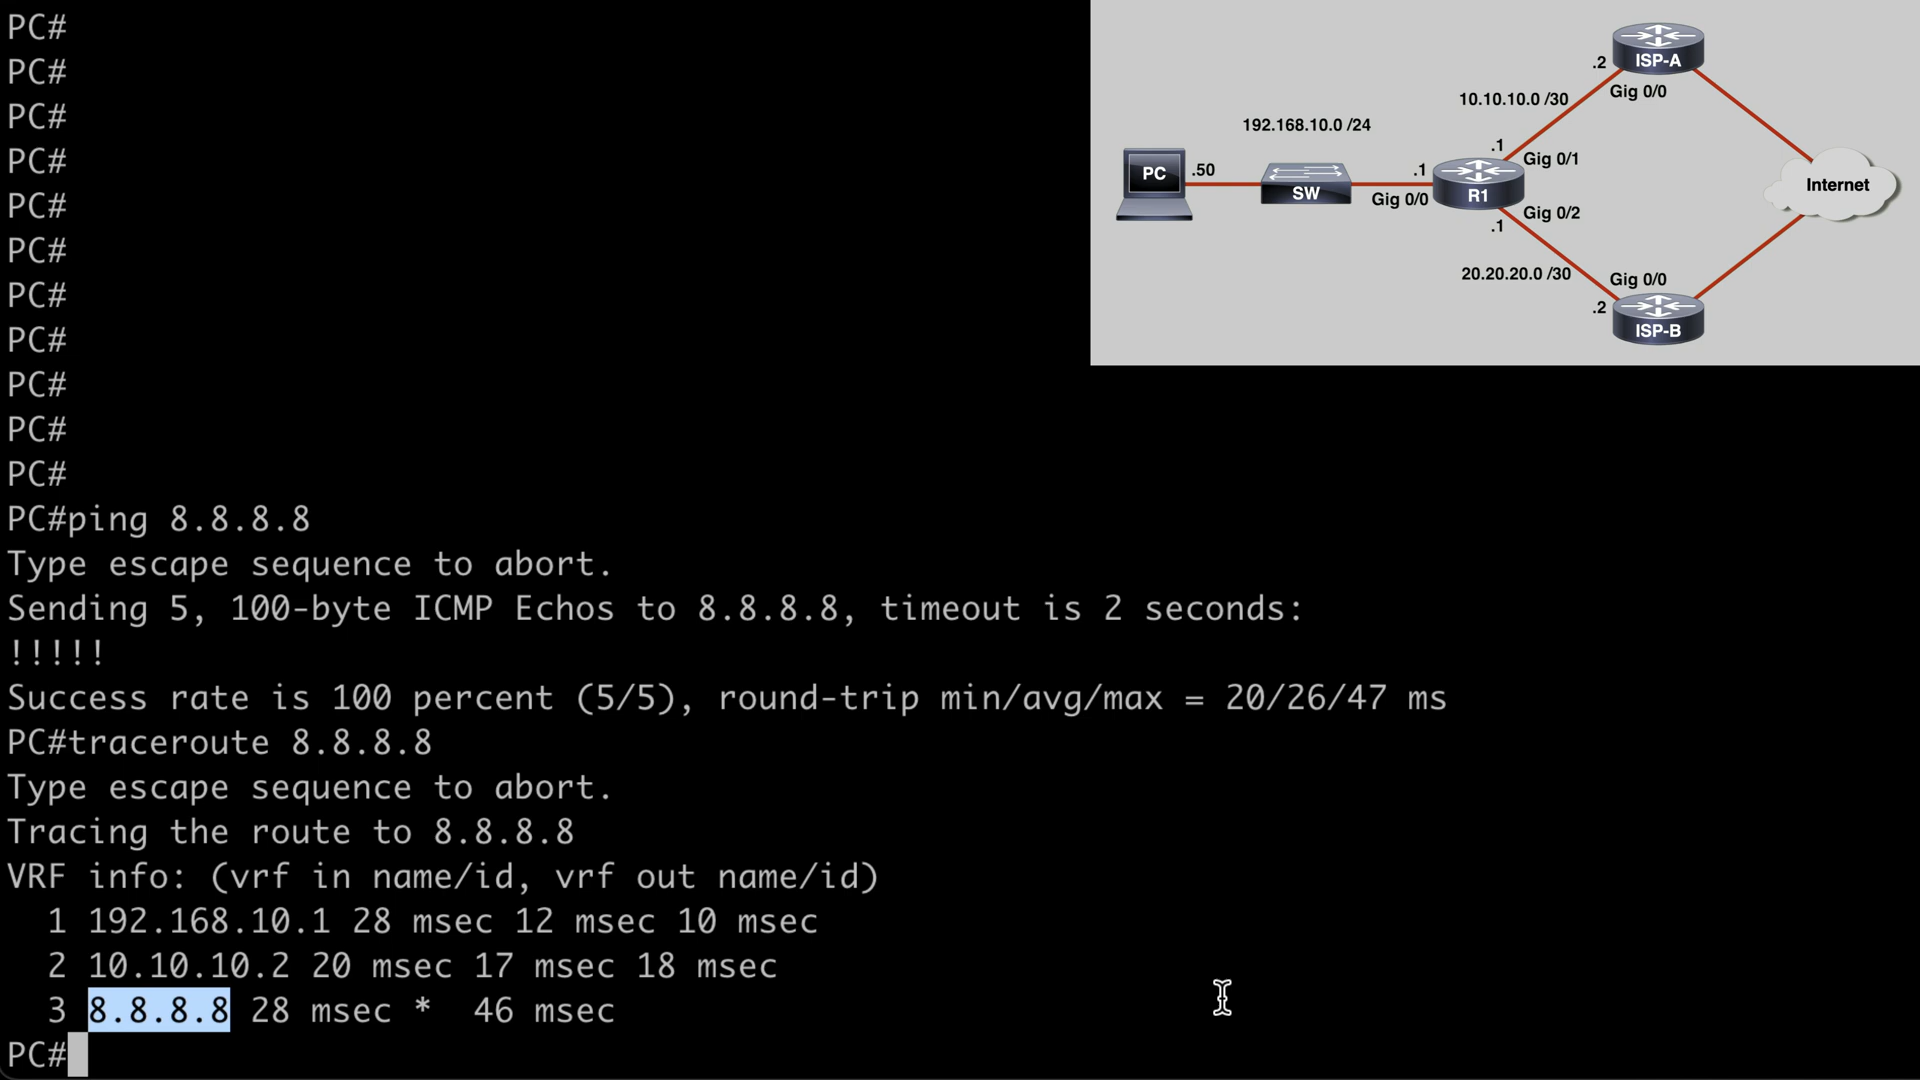 PC#
PC#
PC#
PC#
PC#
PC#
PC#
PC#
PC#
PC#
PC#
PC#ping 8.8.8.8
Type escape sequence to abort.
Sending 5, 100-byte ICMP Echos to 8.8.8.8, timeout is 2 seconds:
!!!!!
Success rate is 100 percent (5/5), round-trip min/avg/max = 20/26/47 ms
PC#traceroute 8.8.8.8
Type escape sequence to abort.
Tracing the route to 8.8.8.8
VRF info: (vrf in name/id, vrf out name/id)
1 192.168.10.1 28 msec 12 msec 10 msec
2 10.10.10.2 20 msec 17 msec 18 msec
3 8.8.8.8 28 msec * 46 msec
PC#
ISP-A
.2
Gig 0/0
10.10.10.0 /30
192.168.10.0 /24
.1
Gig 0/1
PC
.50
SW
.1
Gig 0/0
R1
Internet
Gig 0/2
.1
20.20.20.0 /30
Gig 0/0
.2
ISP-B